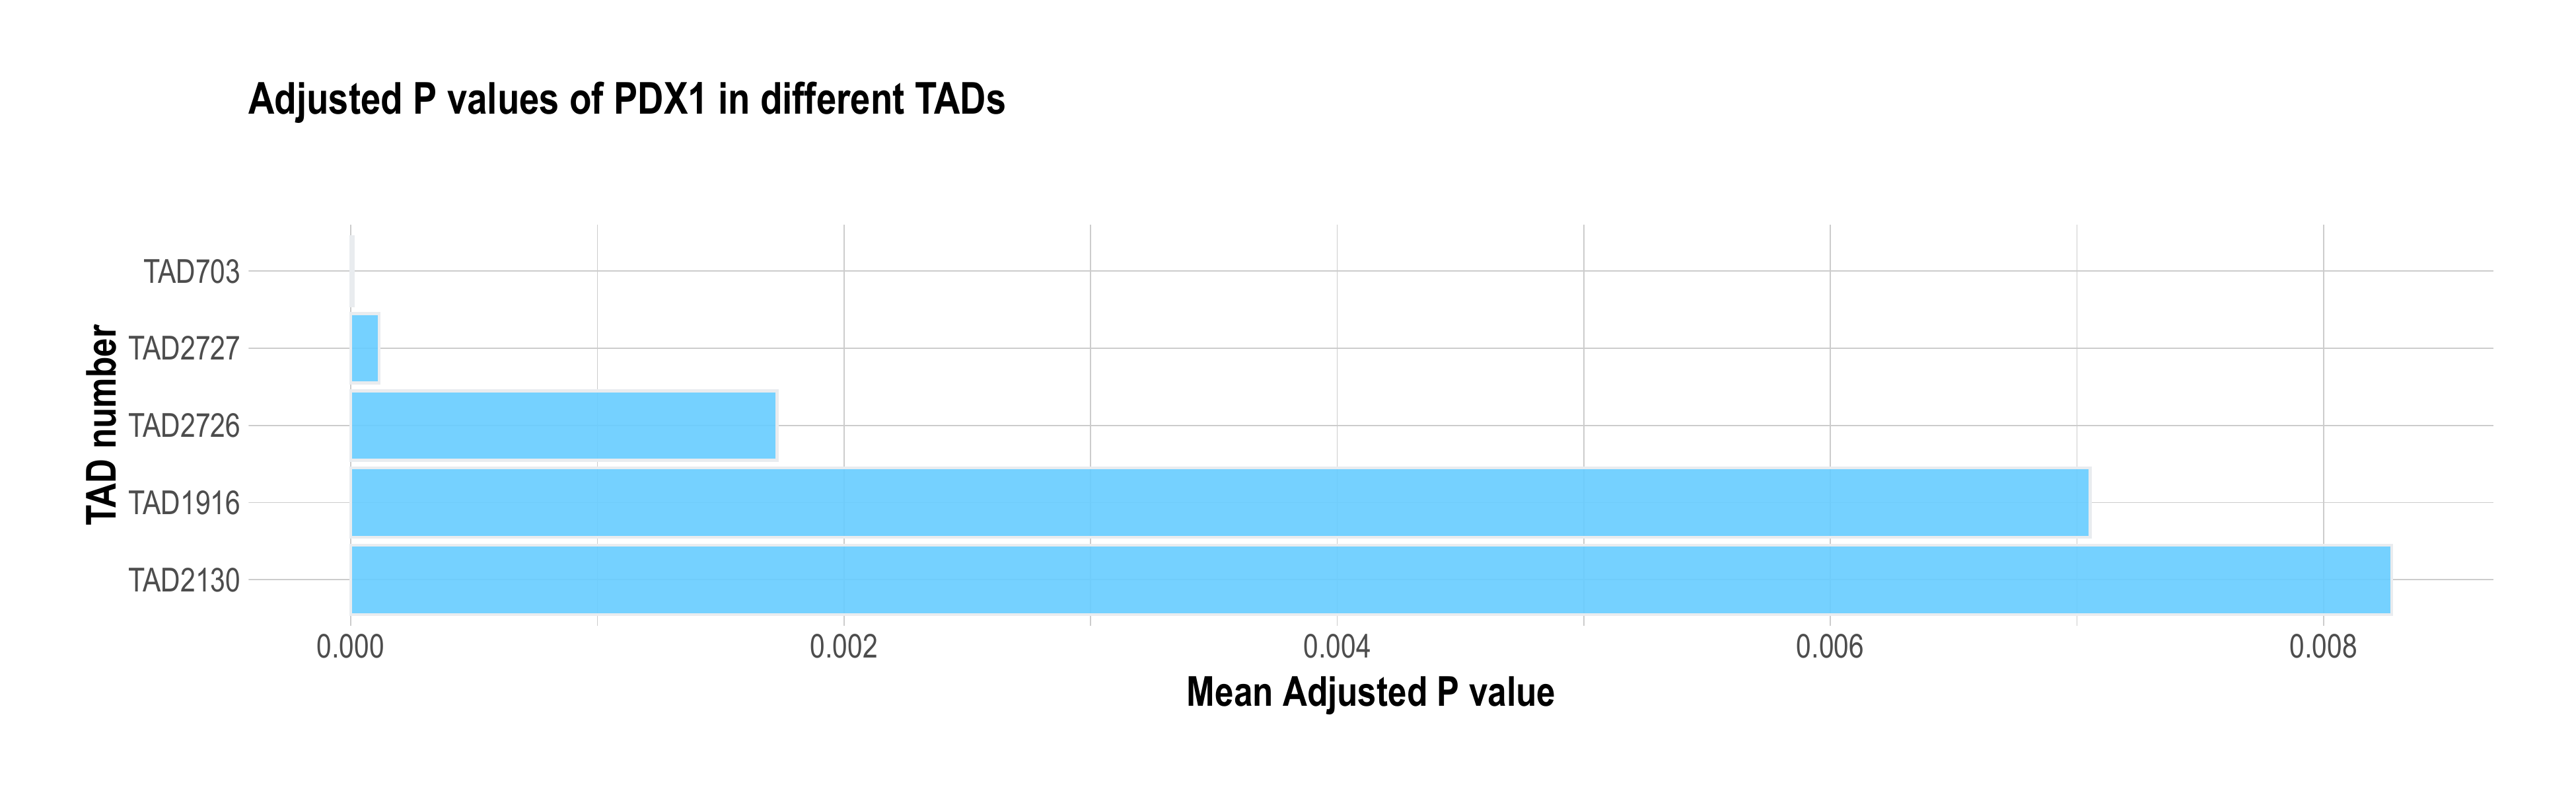 Adjusted P values of PDX1 in different TADs
TAD number
TAD703
TAD2727
TAD2726
TAD1916
TAD2130
0.000 0.002 0.004 0.006 0.008
Mean Adjusted P value